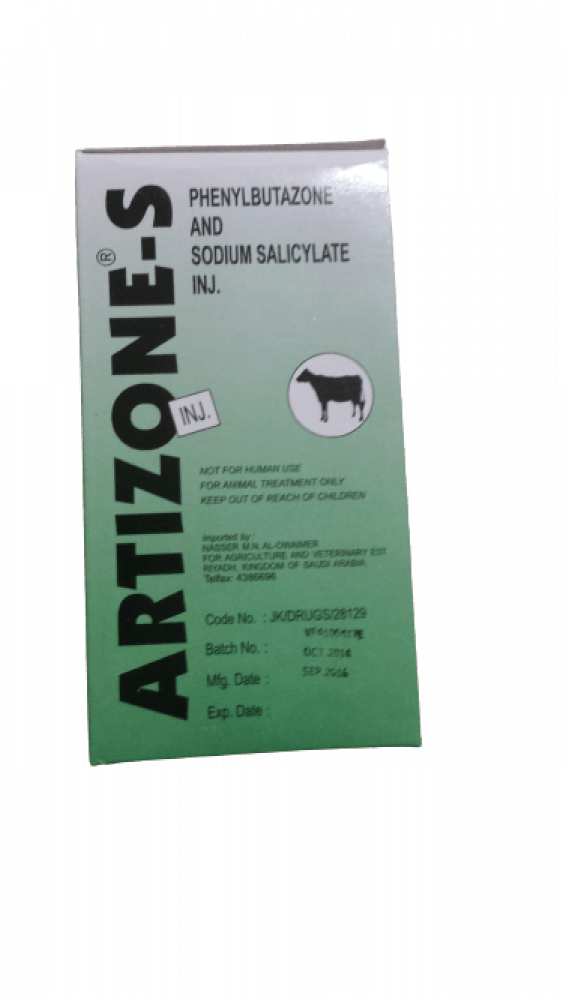 ARTIZONE®-S
INJ.
PHENYLBUTAZONE
AND
SODIUM SALICYLATE
INJ.
NOT FOR HUMAN USE
FOR ANIMAL TREATMENT ONLY
KEEP OUT OF REACH OF CHILDREN
Imported by :
NASSER M.N. AL-OWAIMER
FOR AGRICULTURE AND VETERINARY EST
RIYADH, KINGDOM OF SAUDI ARABIA
Telfax: 4386696
Code No. : JK/DRUGS/28129
Batch No. :
OCT.2014
Mfg. Date :
SEP.2016
Exp. Date :